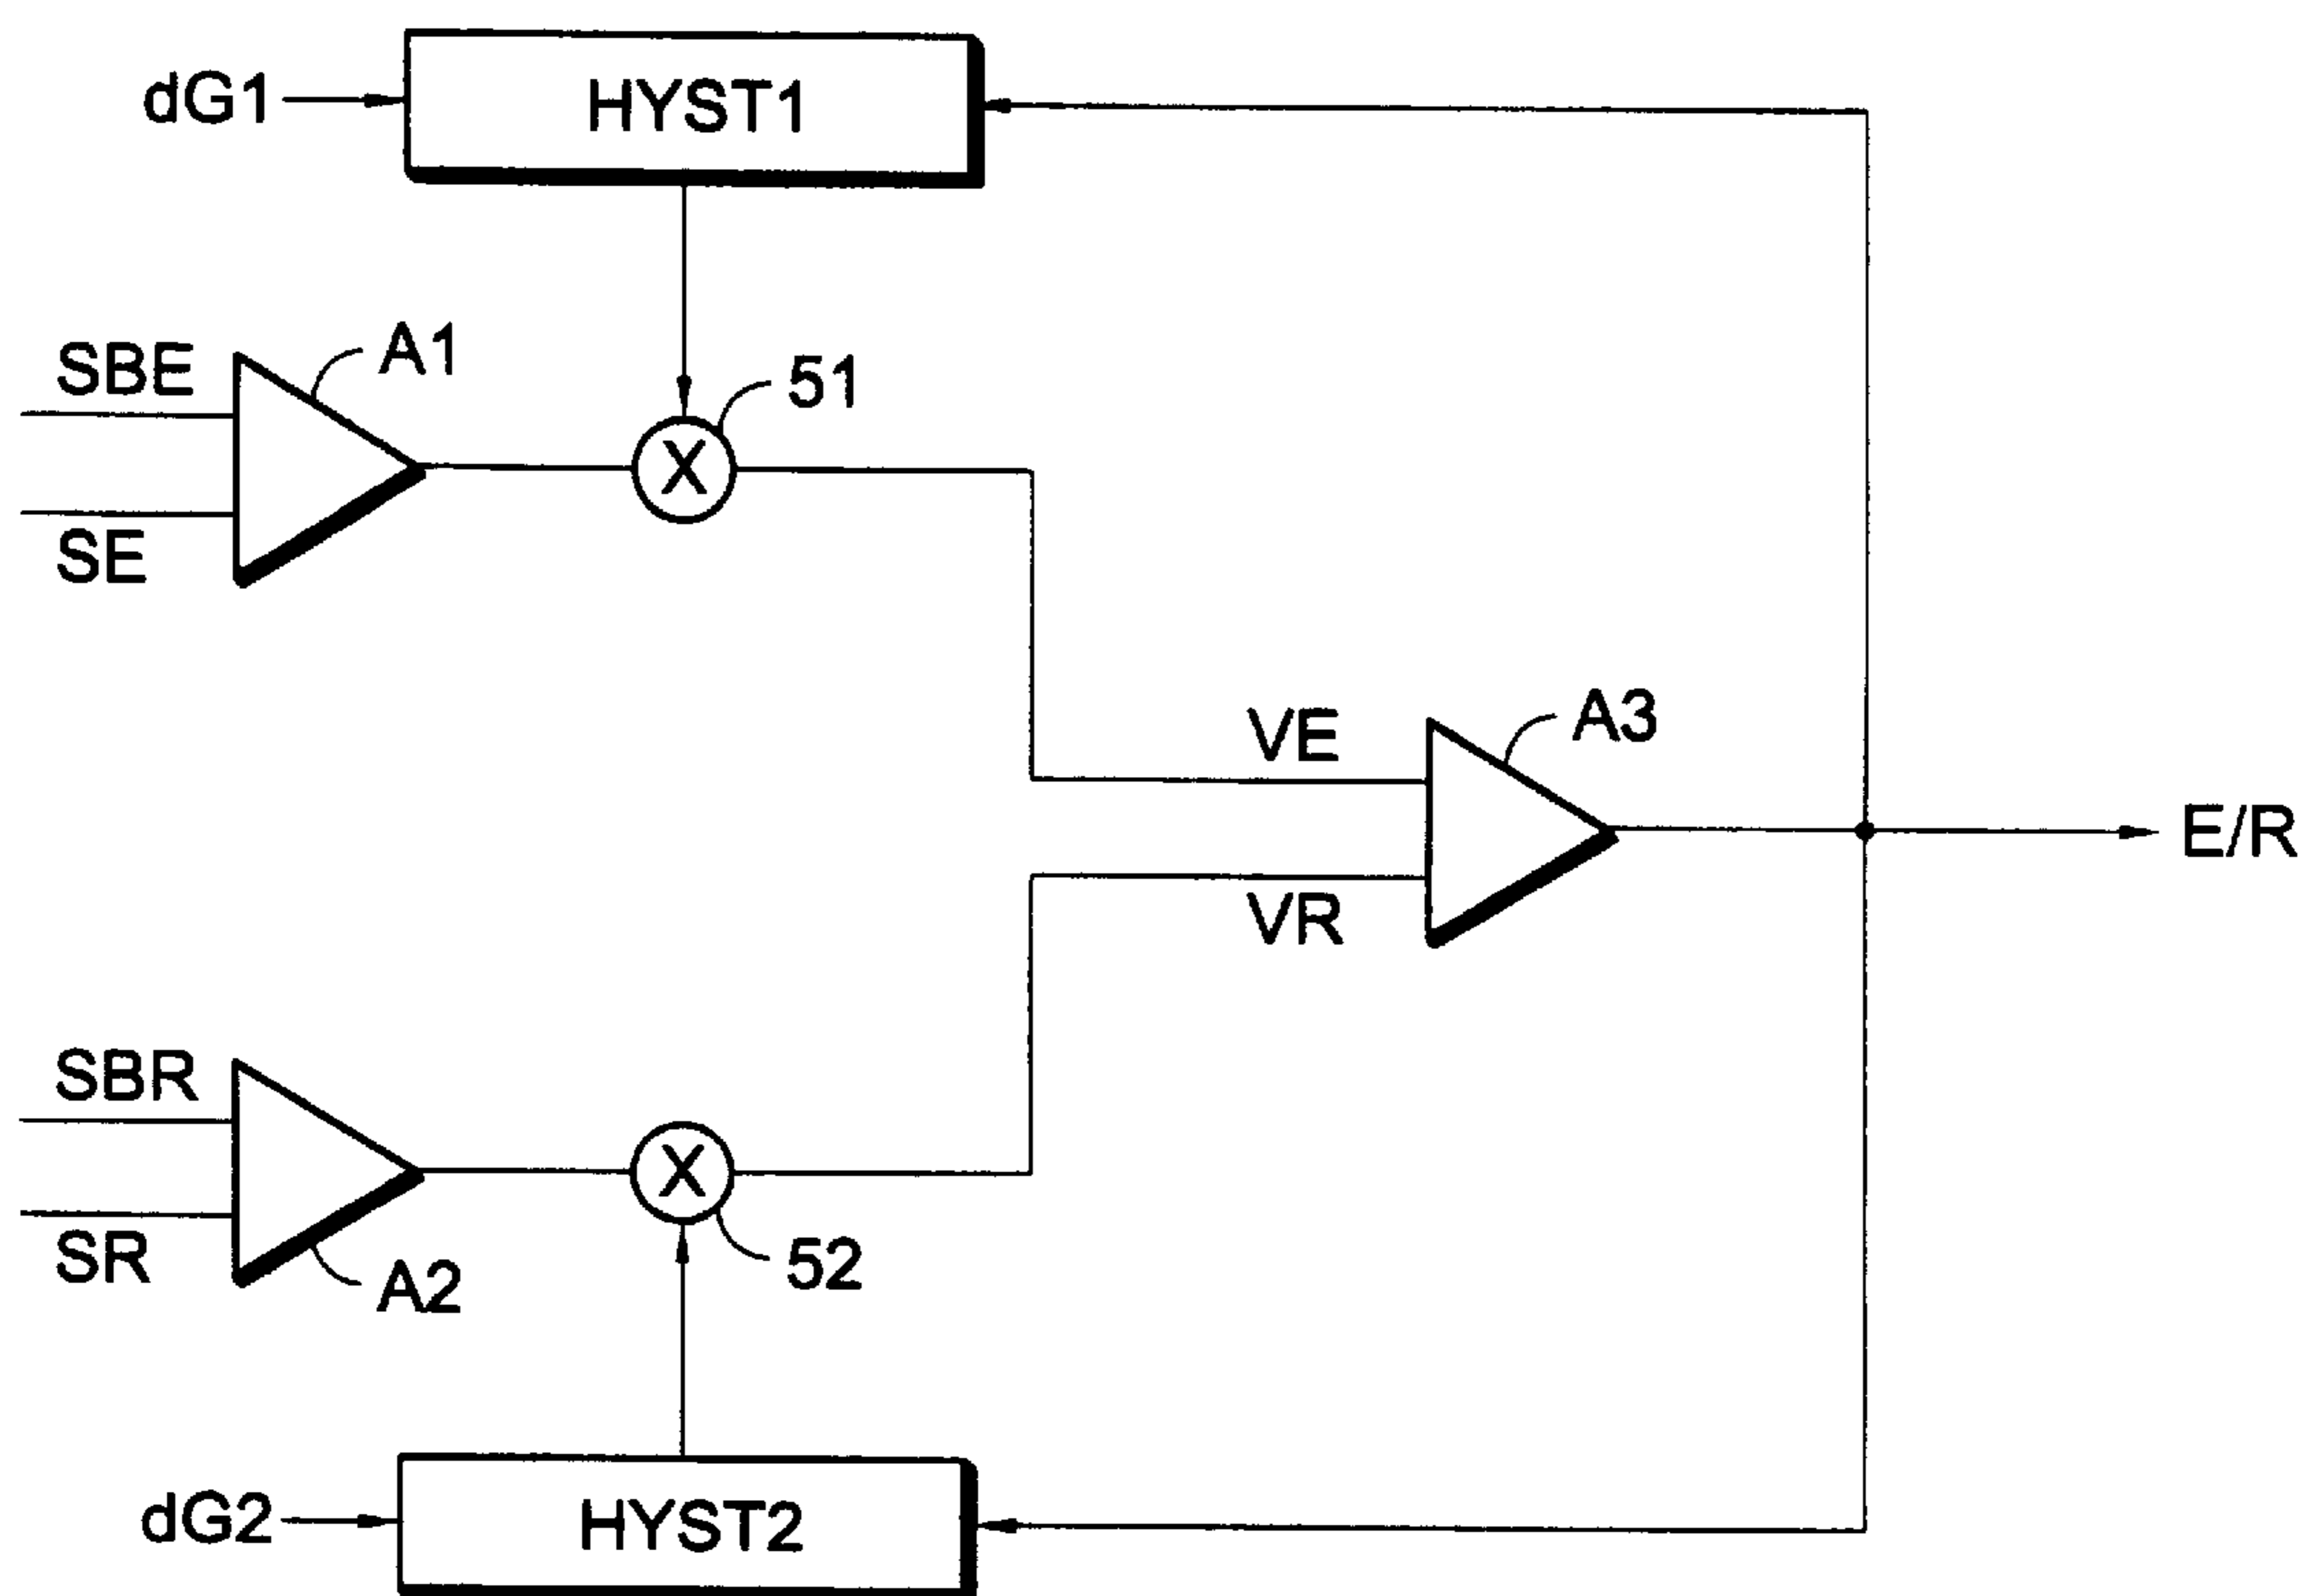 dG1
HYST1
SBE
A1
51
SE
VE
A3
E/R
VR
SBR
SR
A2
52
dG2
HYST2
X
X